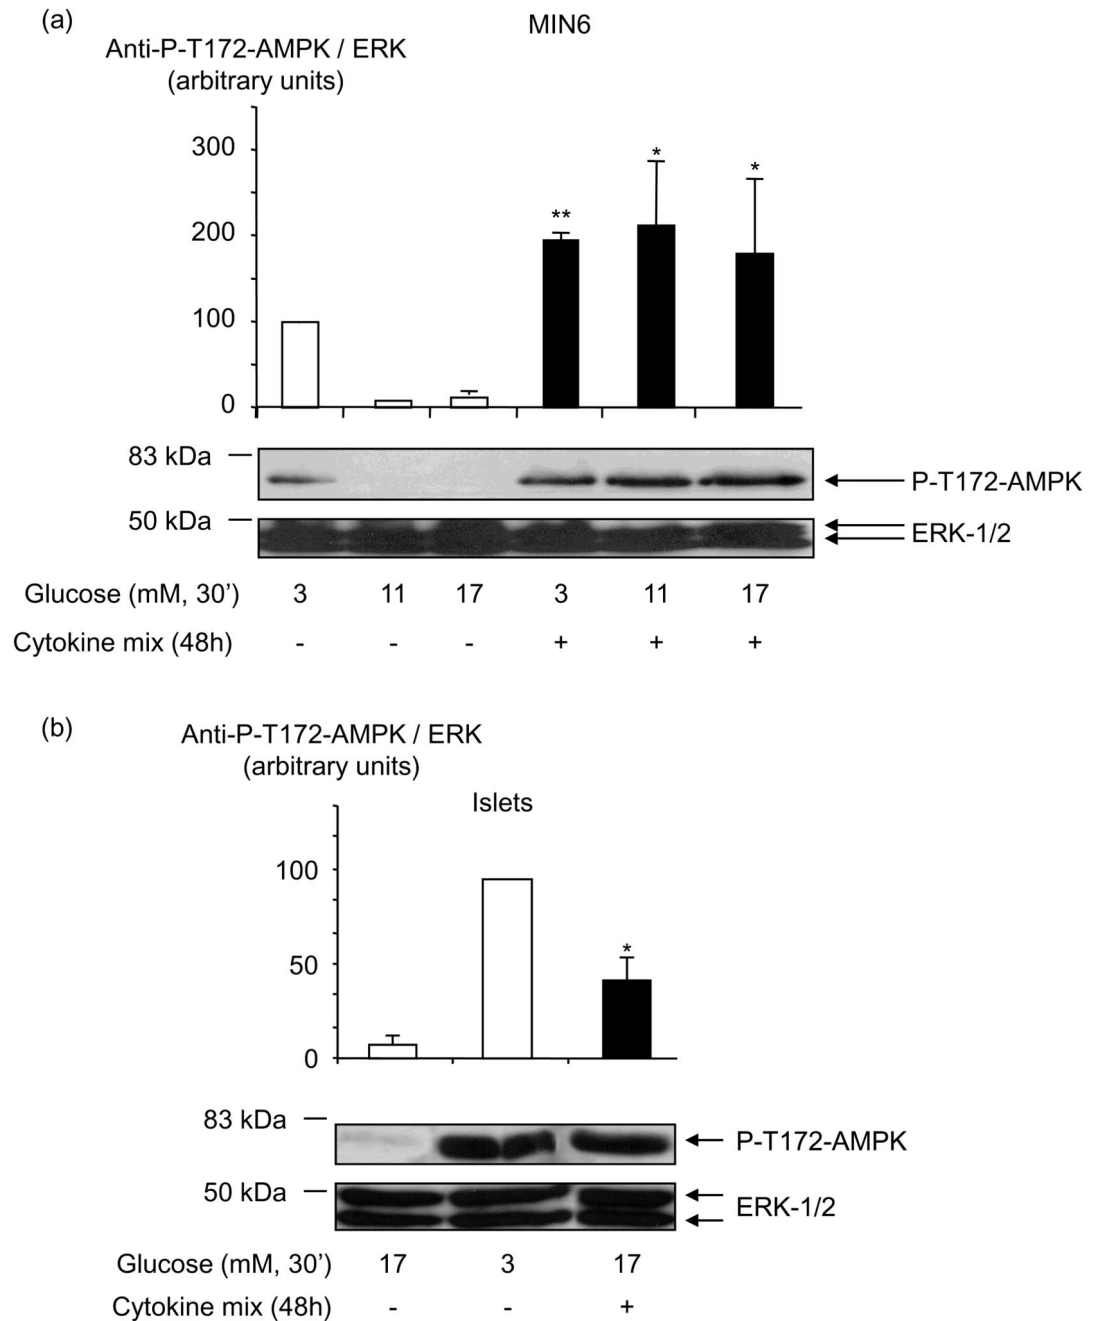 (a)
MIN6
Anti-P-T172-AMPK / ERK
(arbitrary units)
300
200
100
0
** * *
83 kDa
P-T172-AMPK
50 kDa
ERK-1/2
Glucose (mM, 30’) 3 11 17 3 11 17
Cytokine mix (48h) - - - + + +
(b)
Anti-P-T172-AMPK / ERK
(arbitrary units)
Islets
100
50
0
*
83 kDa
P-T172-AMPK
50 kDa
ERK-1/2
Glucose (mM, 30’) 17 3 17
Cytokine mix (48h) - - +